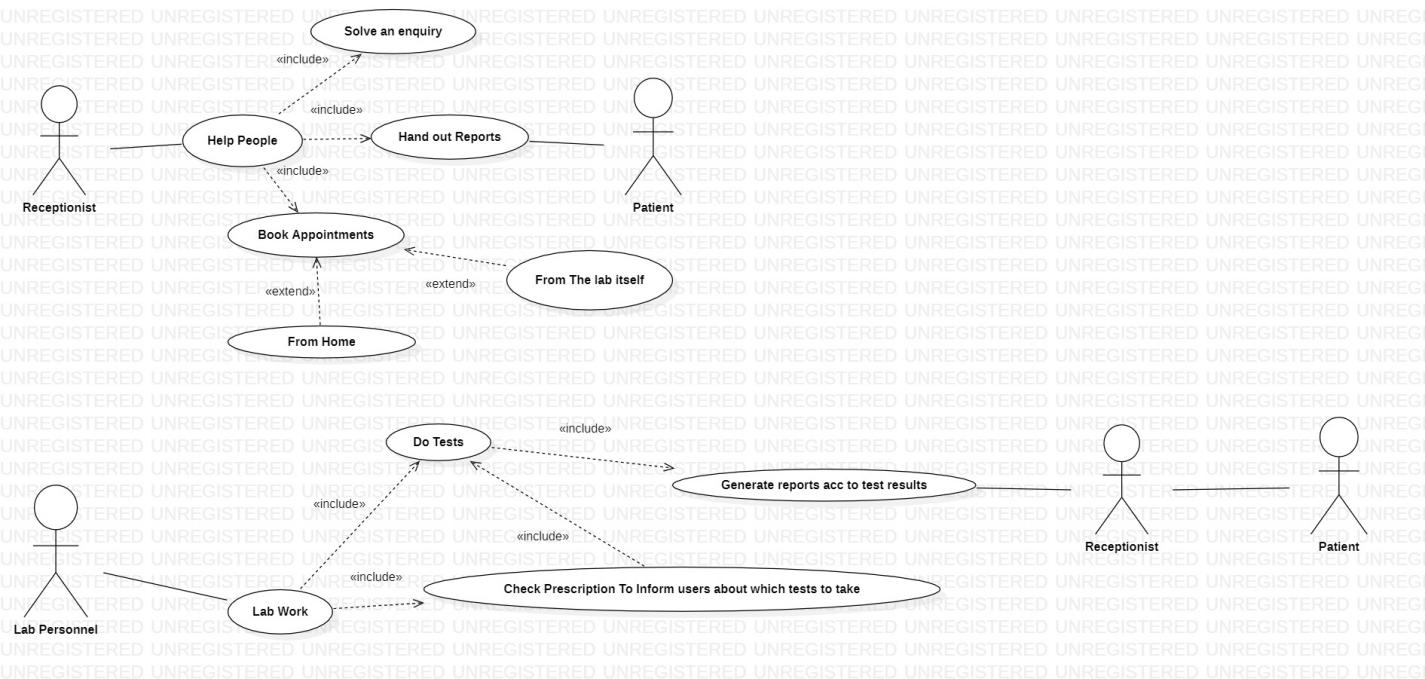 Solve an enquiry
«include»
«include»
Help People
Hand out Reports
«include»
Receptionist
Patient
Book Appointments
From The lab itself
«extend»
«extend»
From Home
Do Tests
«include»
Generate reports acc to test results
«include»
«include»
Receptionist
Patient
«include»
Check Prescription To Inform users about which tests to take
Lab Work
Lab Personnel
UNREGISTERED